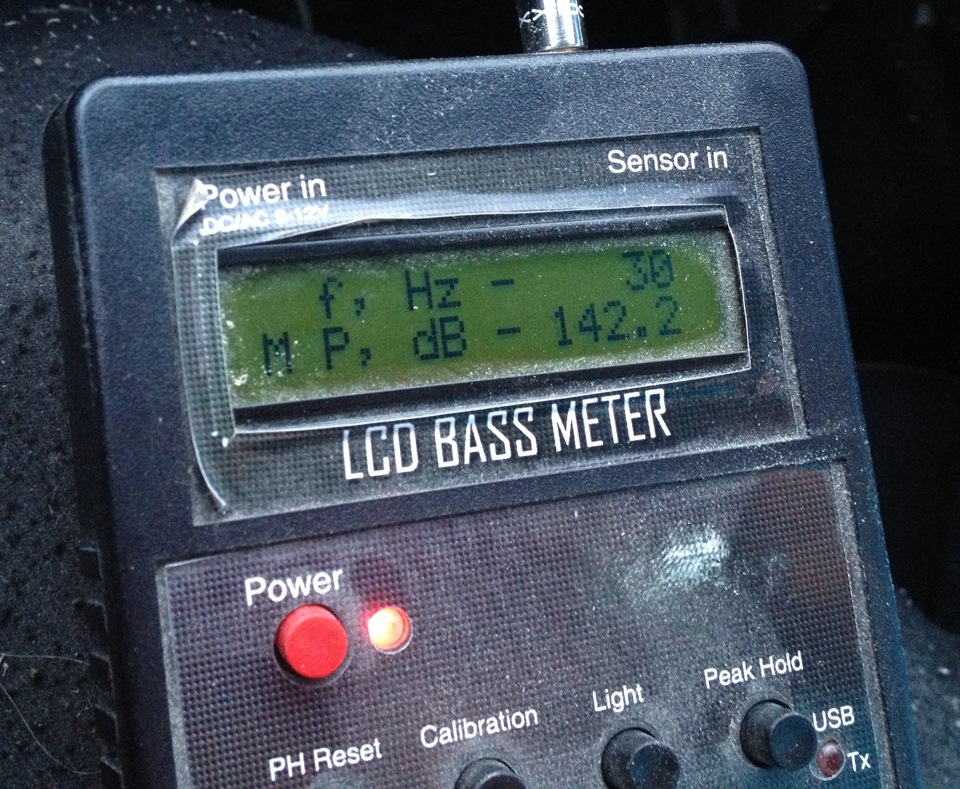 Sensor in
Power in
DC/AC 9-12V
f, Hz - 30
M P, dB - 142.2
LCD BASS METER
Power
Peak Hold
Light
Calibration
PH Reset
USB
Tx